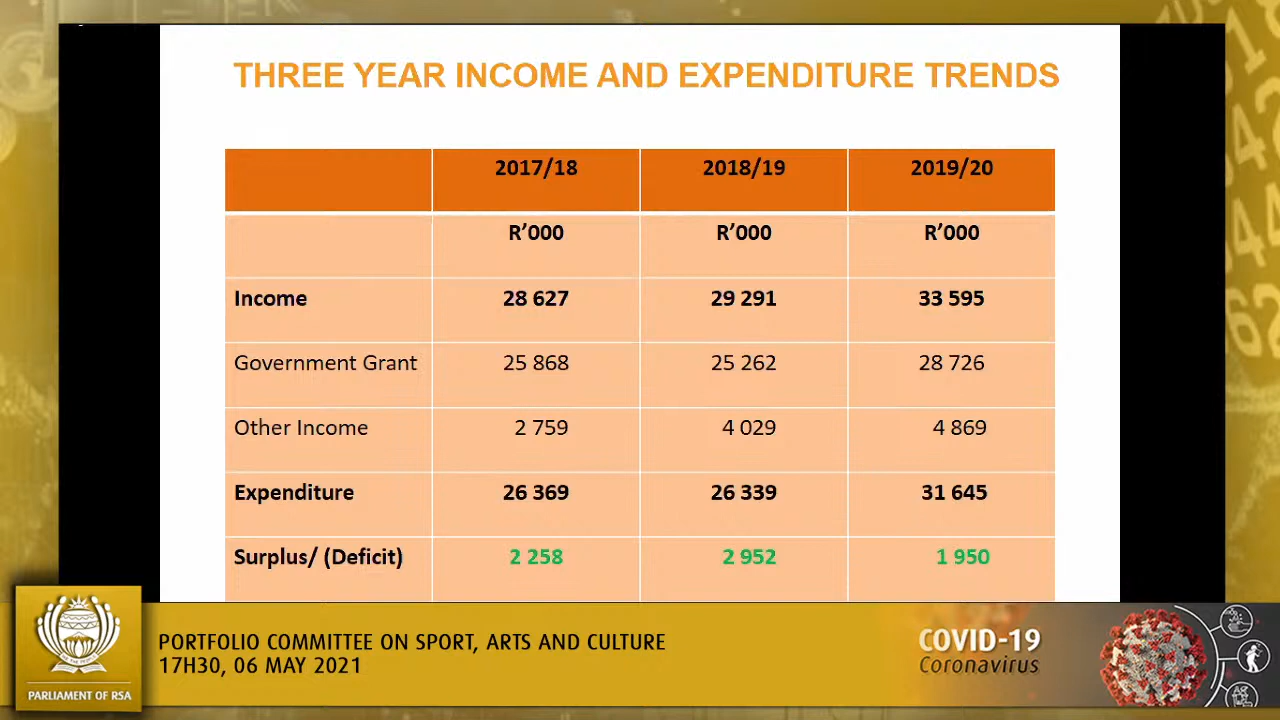 THREE YEAR INCOME AND EXPENDITURE TRENDS
2017/18 2018/19 2019/20
R’000 R’000 R’000
Income 28 627 29 291 33 595
Government Grant 25 868 25 262 28 726
Other Income 2 759 4 029 4 869
Expenditure 26 369 26 339 31 645
Surplus/ (Deficit) 2 258 2 952 1 950
PORTFOLIO COMMITTEE ON SPORT, ARTS AND CULTURE
17H30, 06 MAY 2021
PARLIAMENT OF RSA
COVID-19
Coronavirus